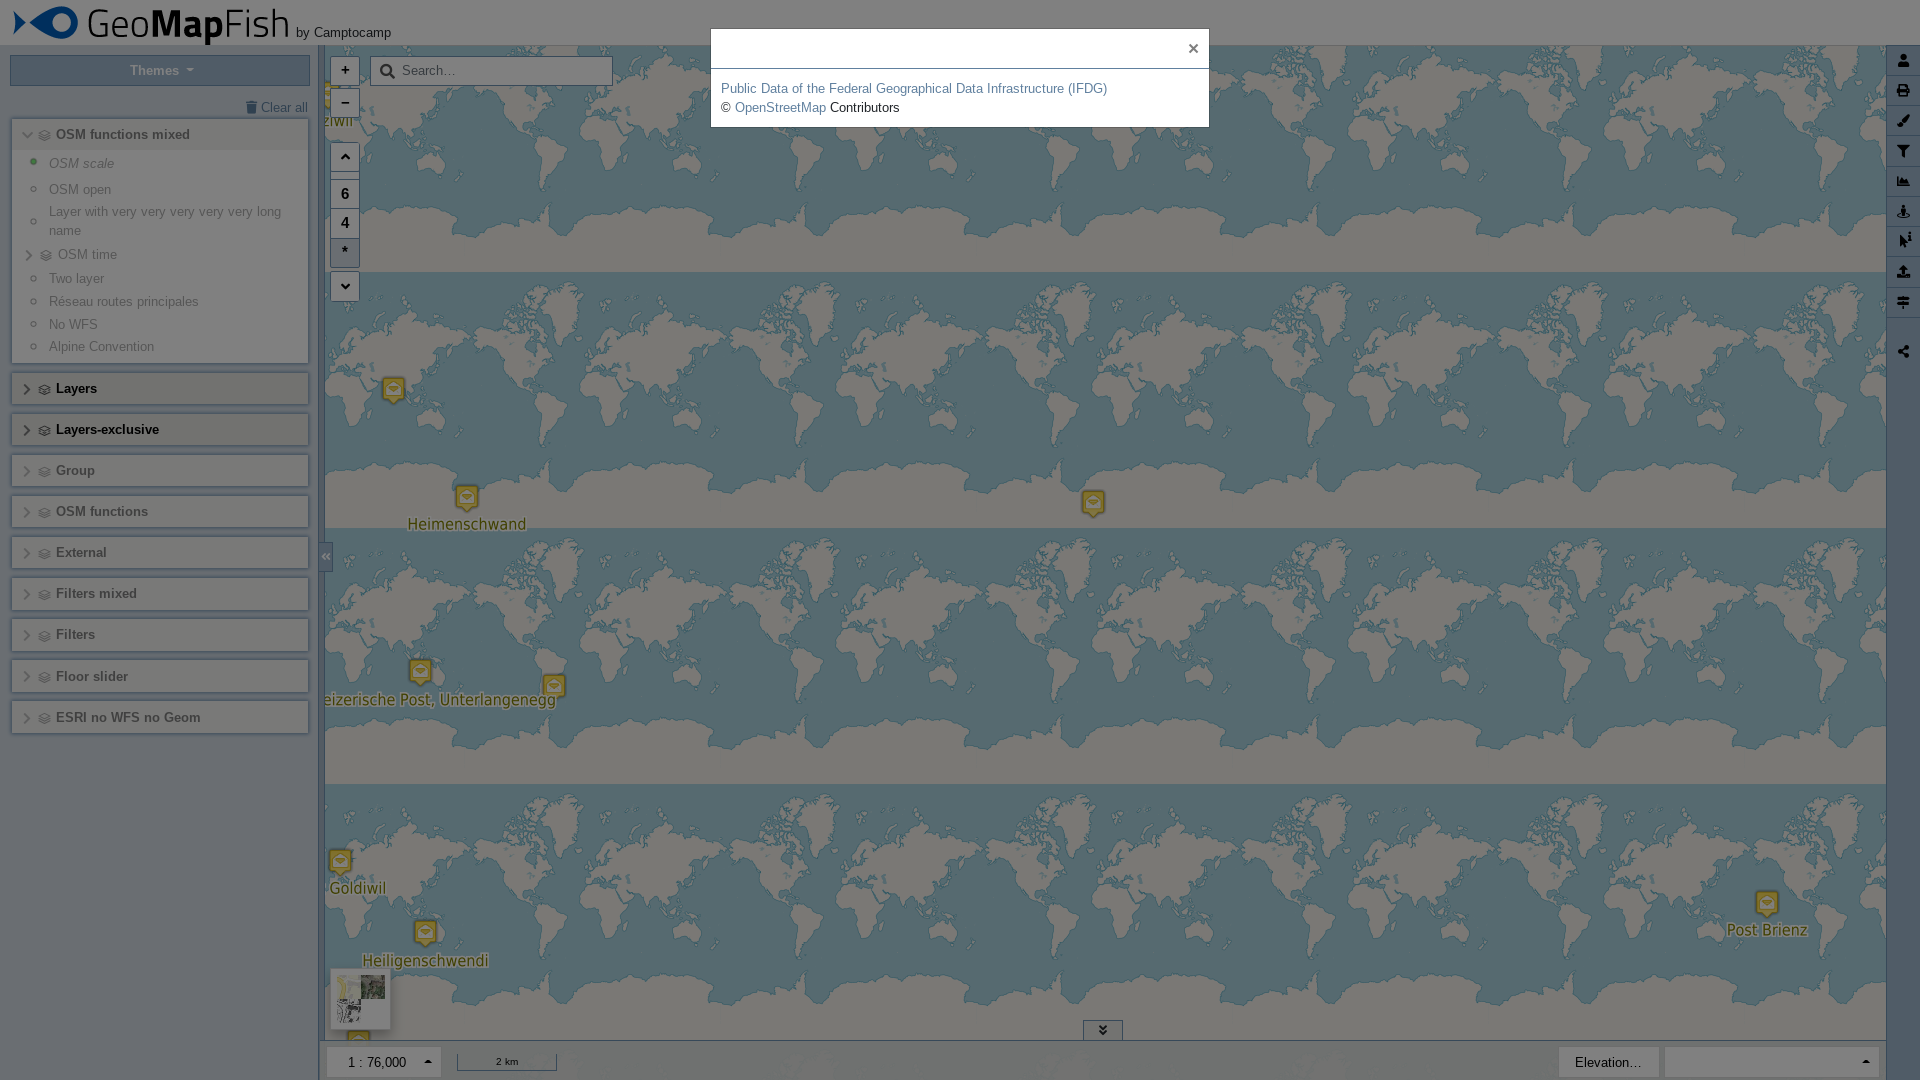 GeoMapFish by Camptocamp
×
Public Data of the Federal Geographical Data Infrastructure (IFDG)
© OpenStreetMap Contributors
Themes
Clear all
OSM functions mixed
OSM scale
OSM open
Layer with very very very very very long
name
OSM time
Two layer
Réseau routes principales
No WFS
Alpine Convention
Layers
Layers-exclusive
Group
OSM functions
External
Filters mixed
Filters
Floor slider
ESRI no WFS no Geom
+
Search…
−
ziwil
6
4
*
Heimenschwand
eizerische Post, Unterlangenegg
Goldiwil
Heiligenschwendi
Post Brienz
1 : 76,000
2 km
Elevation…